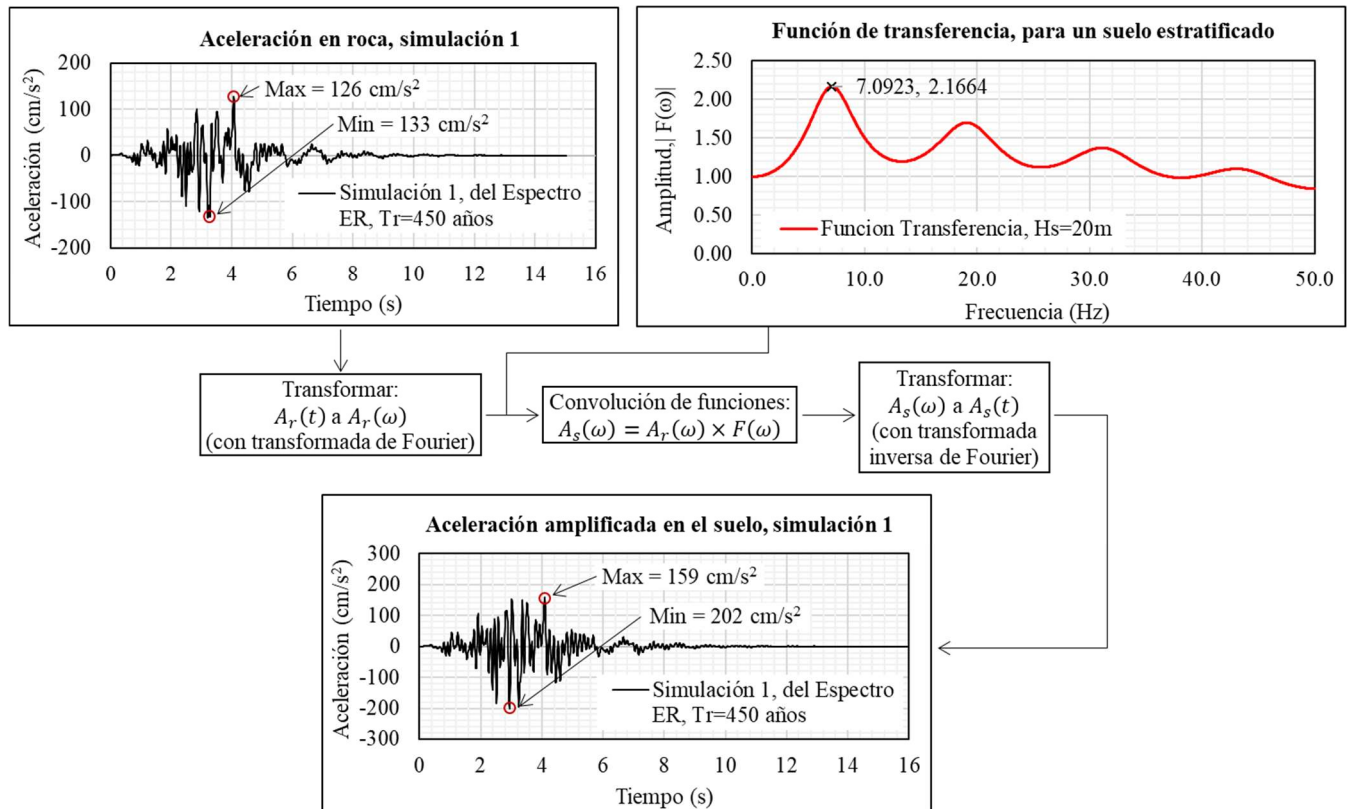 Aceleración en roca, simulación 1
Aceleración (cm/s²)
200
100
0
-100
-200
Max = 126 cm/s²
Min = 133 cm/s²
Simulación 1, del Espectro
ER, Tr=450 años
0 2 4 6 8 10 12 14 16
Tiempo (s)
Función de transferencia, para un suelo estratificado
Amplitud,| F(ω)|
2.50
2.00
1.50
1.00
0.50
0.00
7.0923, 2.1664
Funcion Transferencia, Hs=20m
0.0 10.0 20.0 30.0 40.0 50.0
Frecuencia (Hz)
Transformar:
A_r(t) a A_r(ω)
(con transformada de Fourier)
Convolución de funciones:
A_s(ω) = A_r(ω) × F(ω)
Transformar:
A_s(ω) a A_s(t)
(con transformada
inversa de Fourier)
Aceleración amplificada en el suelo, simulación 1
Aceleración (cm/s²)
300
200
100
0
-100
-200
-300
Max = 159 cm/s²
Min = 202 cm/s²
Simulación 1, del Espectro
ER, Tr=450 años
0 2 4 6 8 10 12 14 16
Tiempo (s)